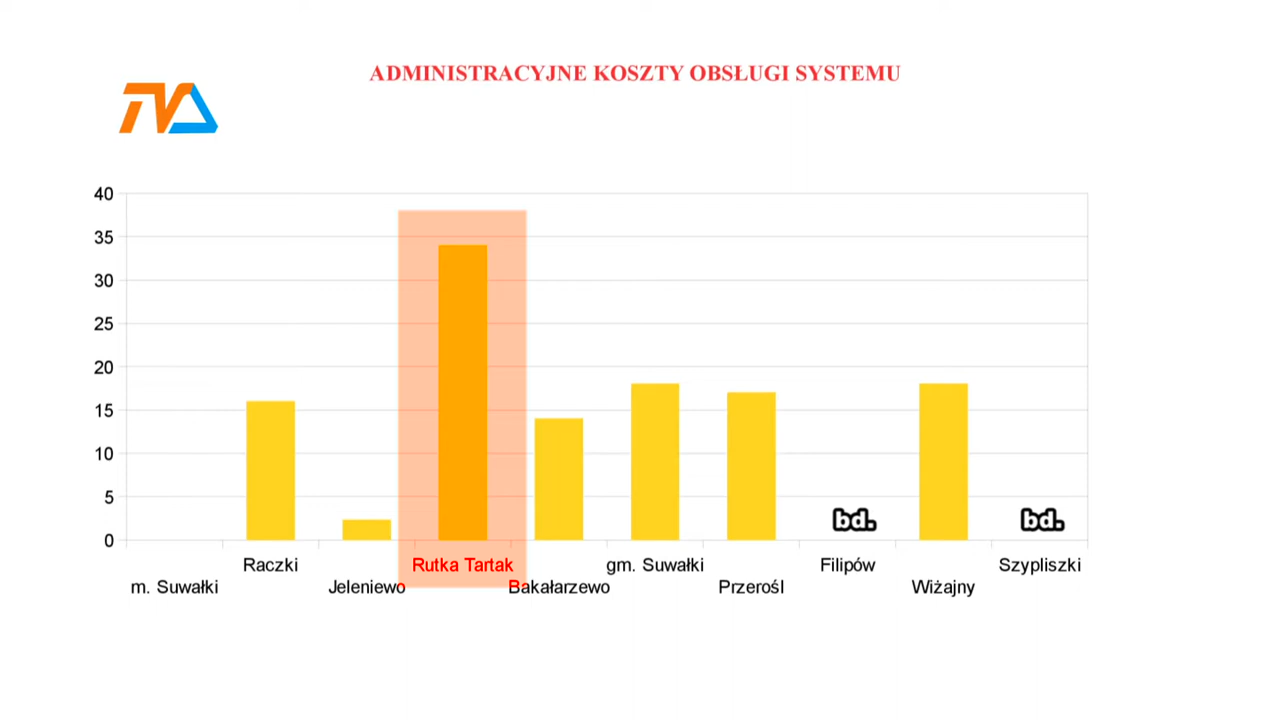 ADMINISTRACYJNE KOSZTY OBSŁUGI SYSTEMU
TVA
40
35
30
25
20
15
10
5
0
bd.
bd.
Raczki
Rutka Tartak
gm. Suwałki
Filipów
Szypliszki
m. Suwałki
Jeleniewo
Bakałarzewo
Przerośl
Wiżajny